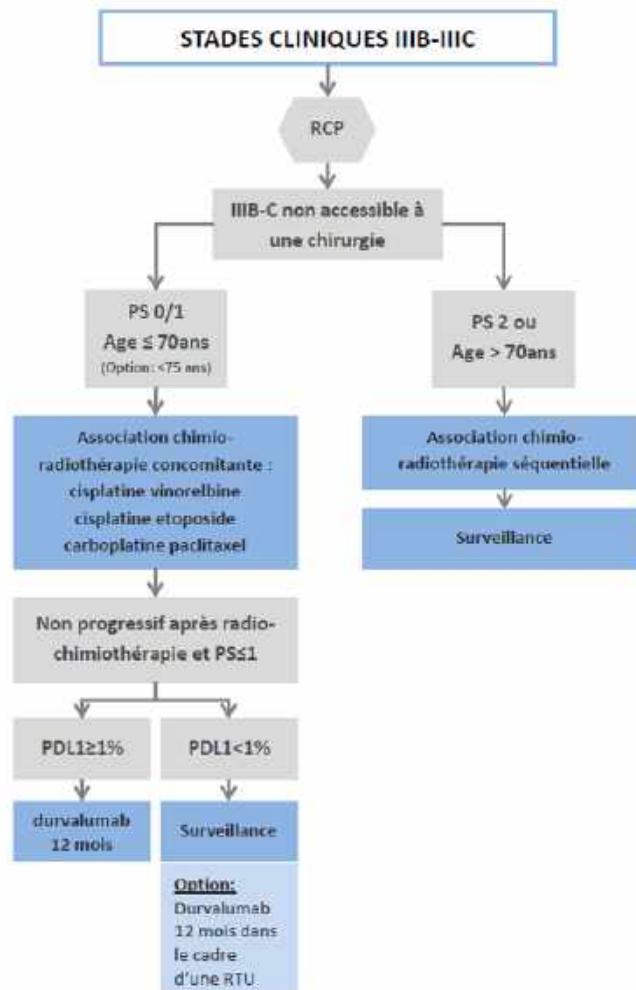 STADES CLINIQUES IIIB-IIIC
RCP
IIIB-C non accessible à
une chirurgie
PS 0/1
Age ≤ 70ans
(Option: <75 ans)
PS 2 ou
Age > 70ans
Association chimio-
radiothérapie concomitante :
cisplatine vinorelbine
cisplatine etoposide
carboplatine paclitaxel
Association chimio-
radiothérapie séquentielle
Surveillance
Non progressif après radio-
chimiothérapie et PS≤1
PDL1≥1%
PDL1<1%
durvalumab
12 mois
Surveillance
Option:
Durvalumab
12 mois dans
le cadre
d'une RTU